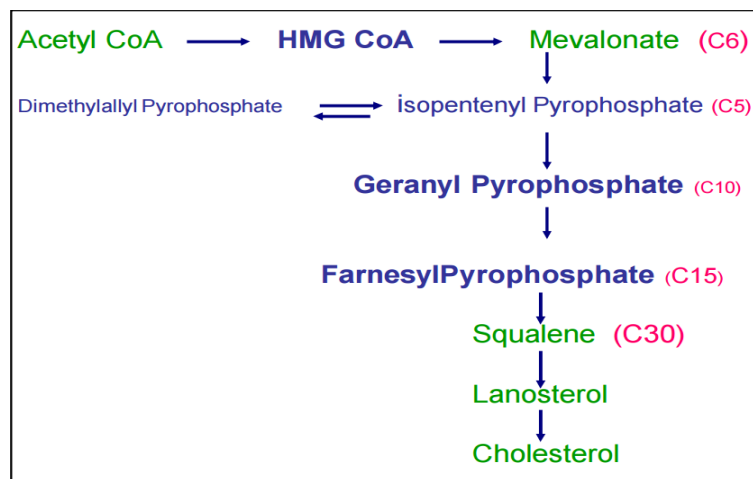 Acetyl CoA HMG CoA Mevalonate (C6)
Dimethylallyl Pyrophosphate isopentenyl Pyrophosphate (C5)
Geranyl Pyrophosphate (C10)
FarnesylPyrophosphate (C15)
Squalene (C30)
Lanosterol
Cholesterol